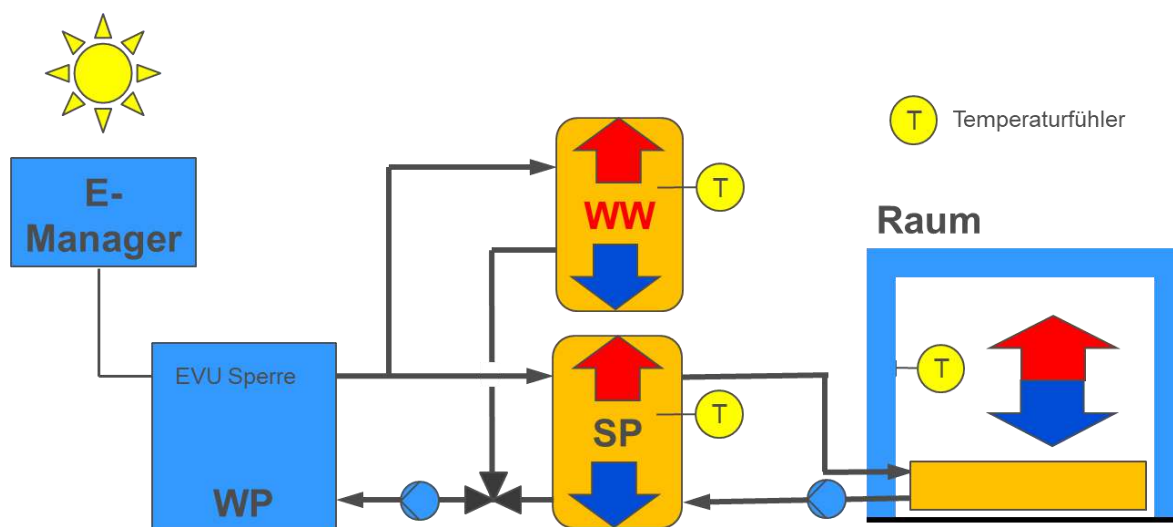 T Temperaturfühler
E-
Manager
WW
T
Raum
EVU Sperre
T
T
SP
WP